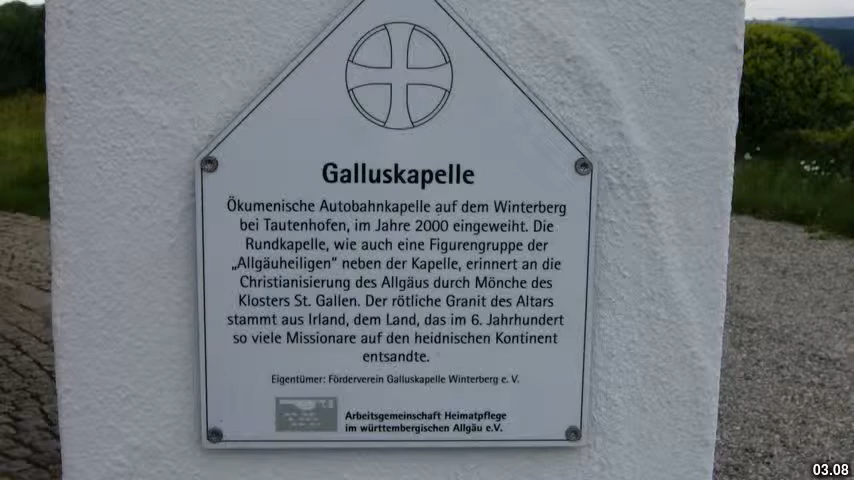 Galluskapelle
Ökumenische Autobahnkapelle auf dem Winterberg
bei Tautenhofen, im Jahre 2000 eingeweiht. Die
Rundkapelle, wie auch eine Figurengruppe der
„Allgäuheiligen" neben der Kapelle, erinnert an die
Christianisierung des Allgäus durch Mönche des
Klosters St. Gallen. Der rötliche Granit des Altars
stammt aus Irland, dem Land, das im 6. Jahrhundert
so viele Missionare auf den heidnischen Kontinent
entsandte.
Eigentümer: Förderverein Galluskapelle Winterberg e. V.
Arbeitsgemeinschaft Heimatpflege
im württembergischen Allgäu e.V.
03.08